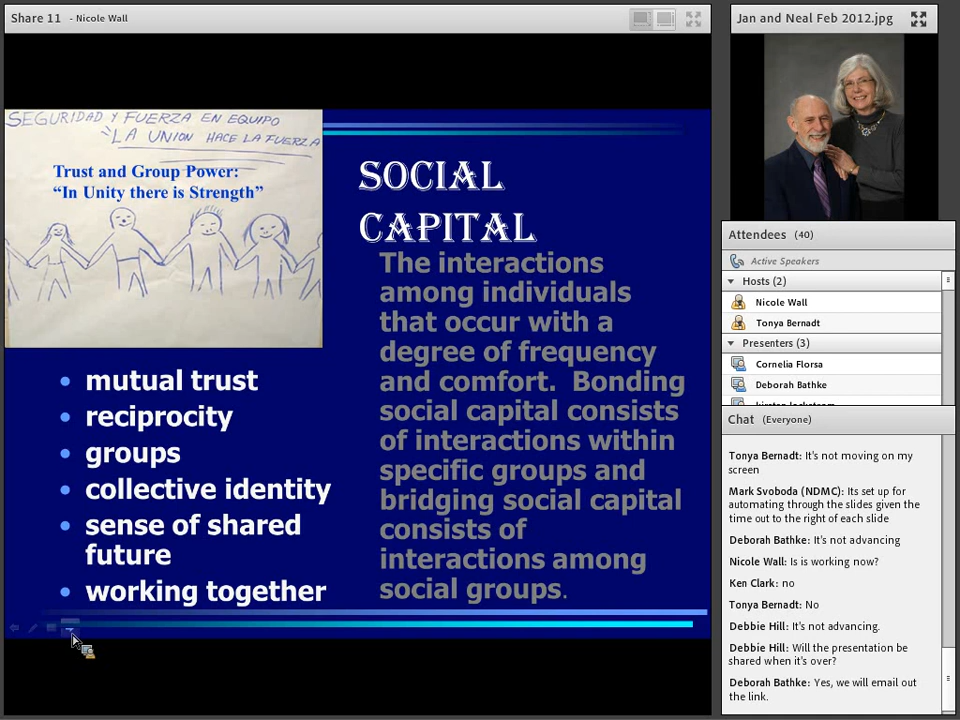 Share 11 - Nicole Wall
SEGURIDAD Y FUERZA EN EQUIPO
"LA UNION HACE LA FUERZA
Trust and Group Power:
“In Unity there is Strength”
SOCIAL
CAPITAL
The interactions
among individuals
that occur with a
degree of frequency
and comfort. Bonding
social capital consists
of interactions within
specific groups and
bridging social capital
consists of
interactions among
social groups.
• mutual trust
• reciprocity
• groups
• collective identity
• sense of shared
future
• working together
Jan and Neal Feb 2012.jpg
Attendees (40)
Active Speakers
Hosts (2)
Nicole Wall
Tonya Bernadt
Presenters (3)
Cornelia Florsa
Deborah Bathke
Chat (Everyone)
Tonya Bernadt: It's not moving on my
screen
Mark Svoboda (NDMC): Its set up for
automating through the slides given the
time out to the right of each slide
Deborah Bathke: It's not advancing
Nicole Wall: Is is working now?
Ken Clark: no
Tonya Bernadt: No
Debbie Hill: It's not advancing.
Debbie Hill: Will the presentation be
shared when it's over?
Deborah Bathke: Yes, we will email out
the link.